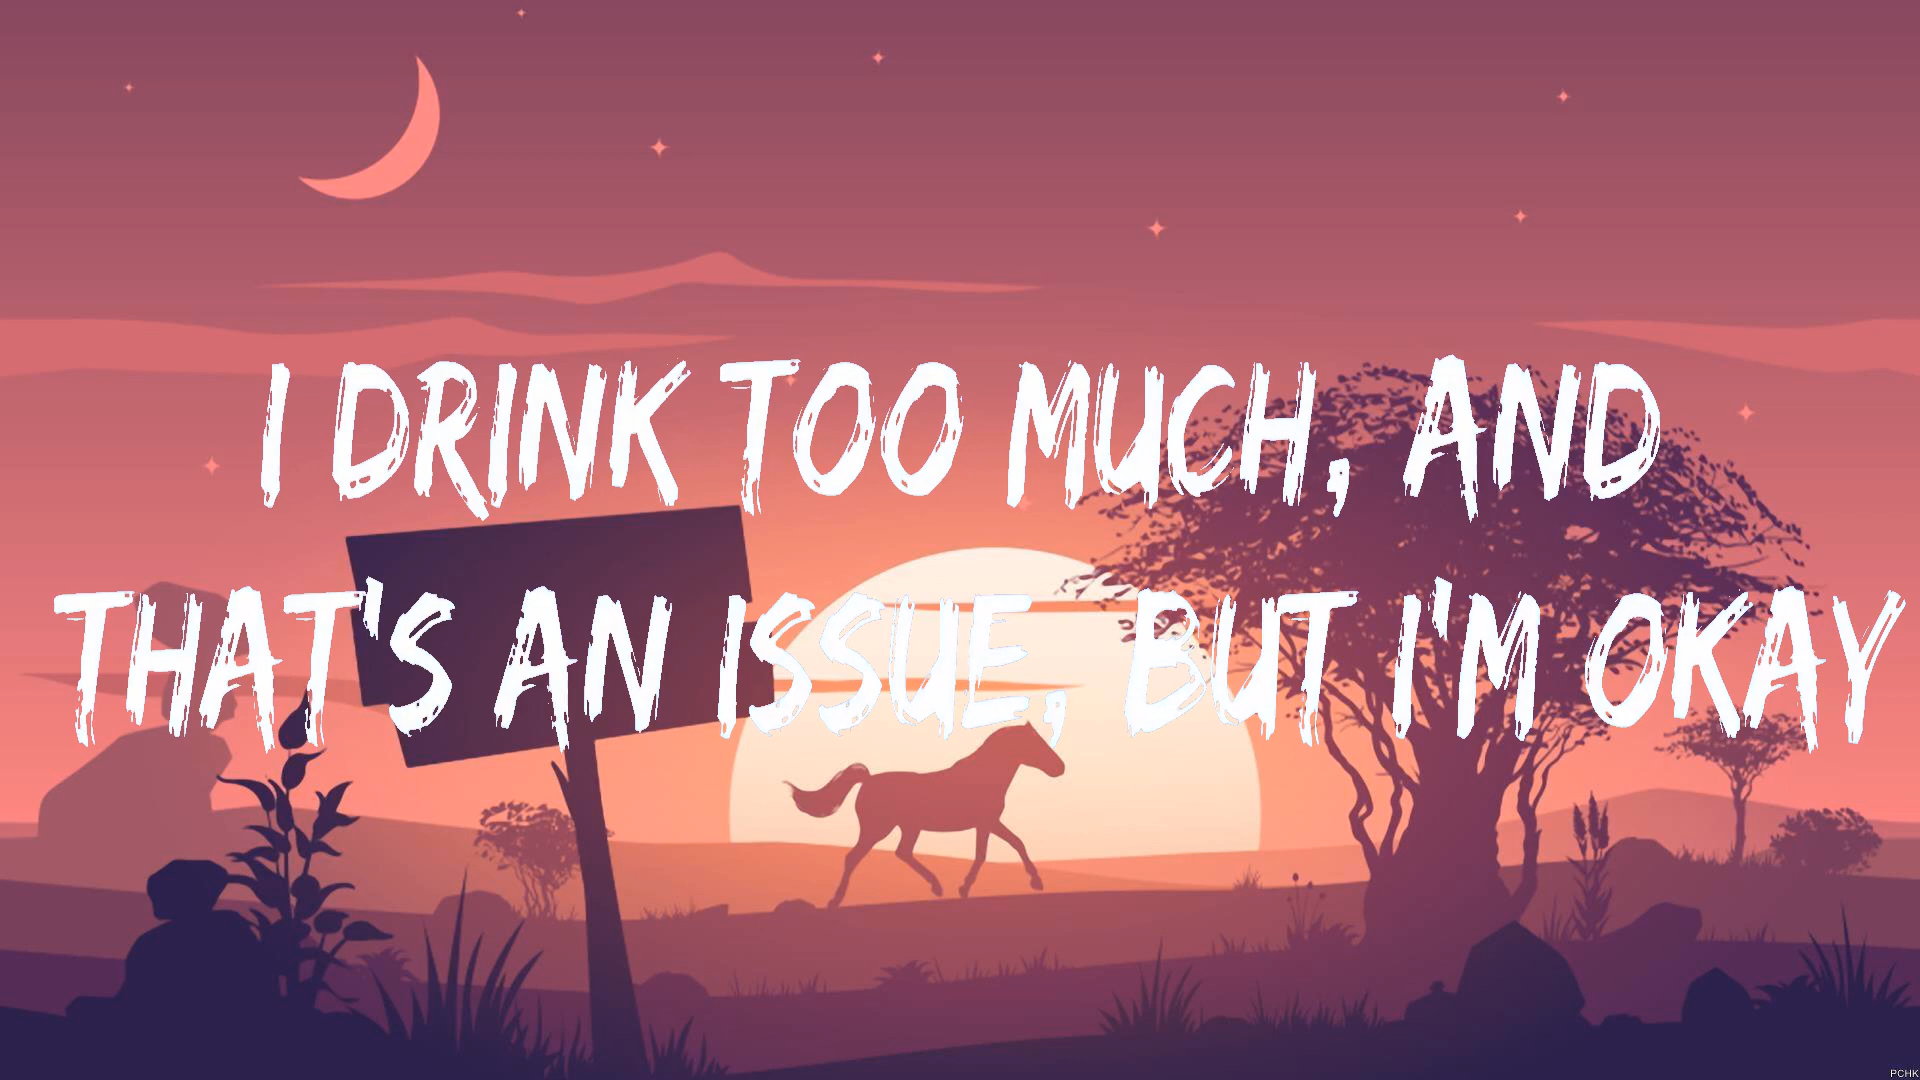 I DRINK TOO MUCH, AND
THAT'S AN ISSUE, BUT I'M OKAY
PCHK